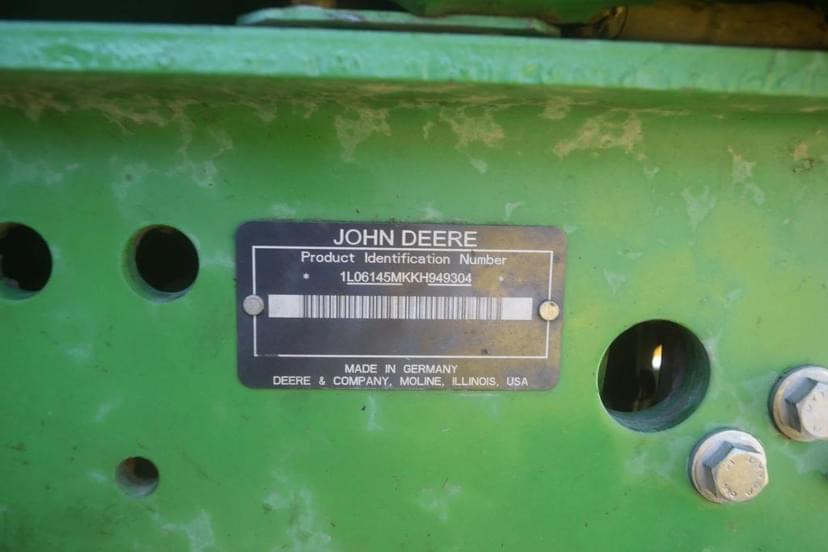 JOHN DEERE
Product Identification Number
* 1L06145MKKH949304 *
MADE IN GERMANY
DEERE & COMPANY, MOLINE, ILLINOIS, USA